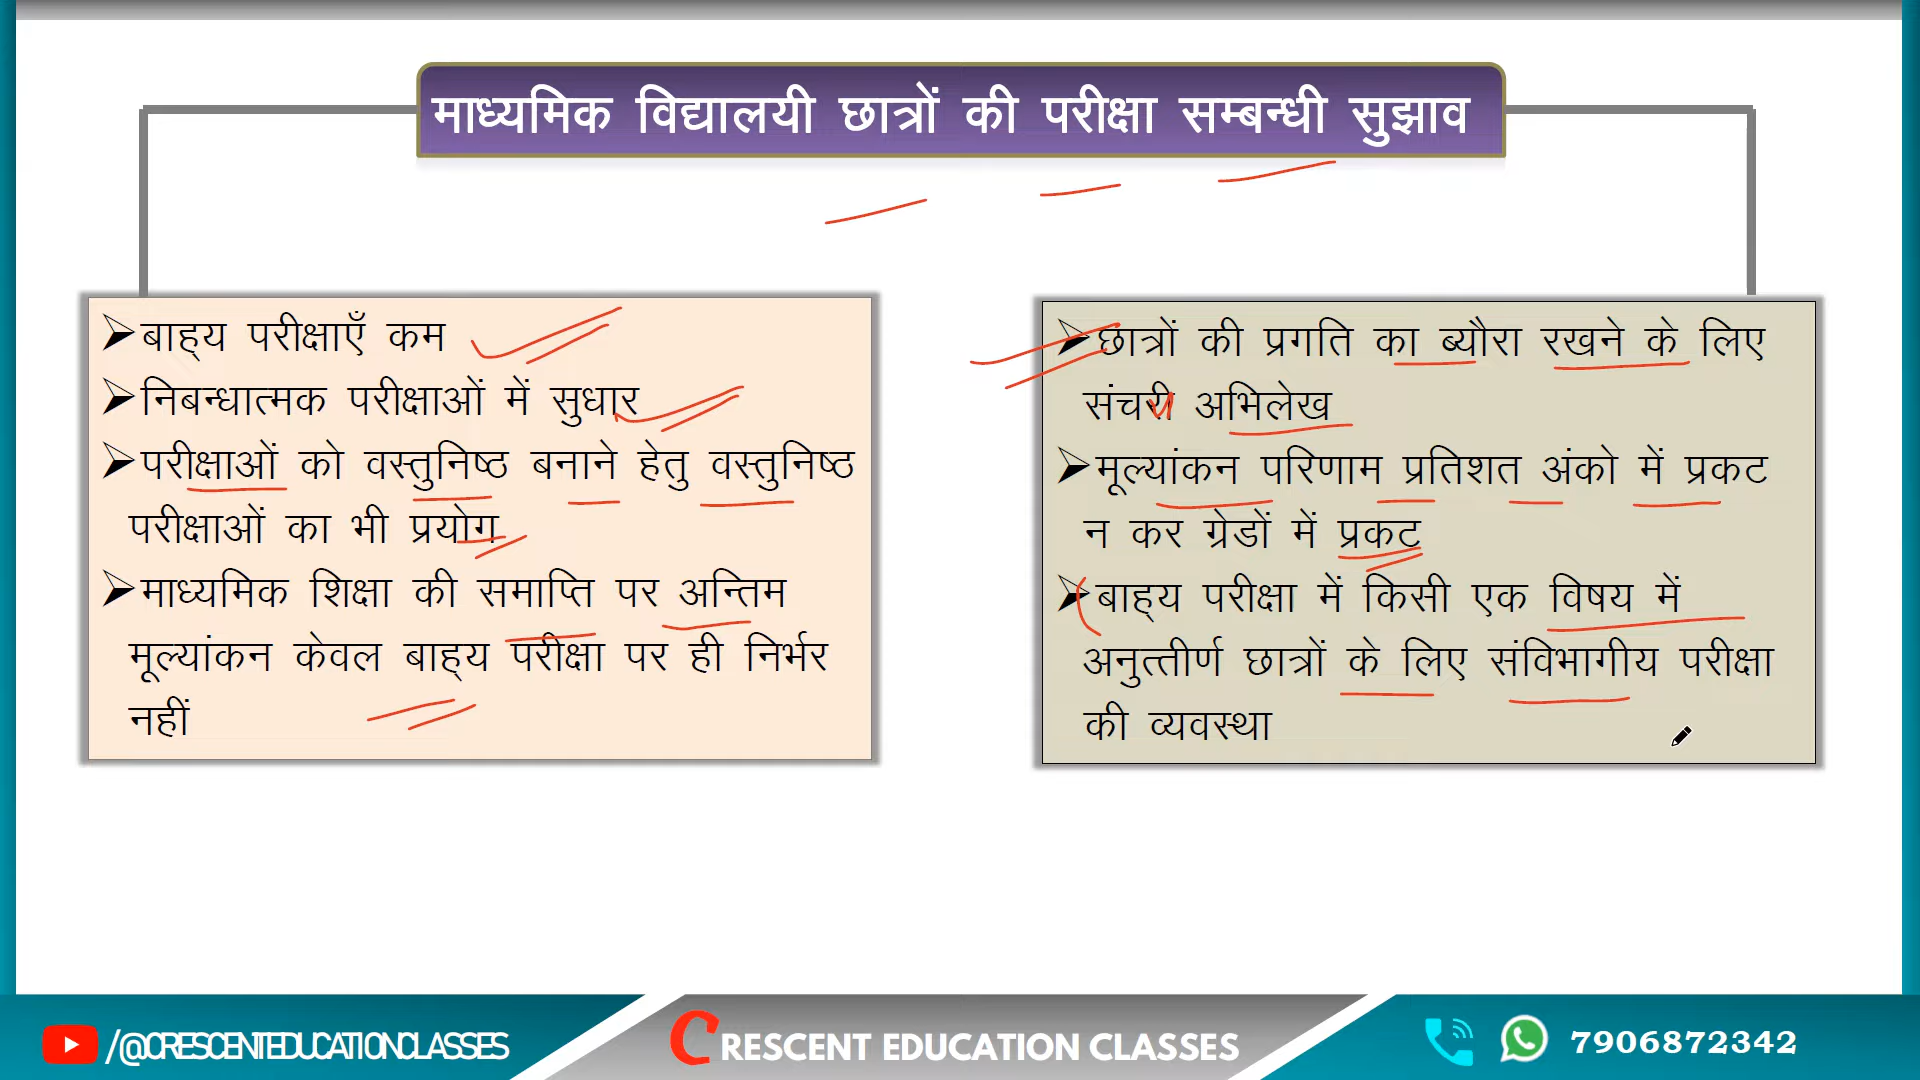 माध्यमिक विद्यालयी छात्रों की परीक्षा सम्बन्धी सुझाव
➢बाह्य परीक्षाएँ कम
➢निबन्धात्मक परीक्षाओं में सुधार
➢परीक्षाओं को वस्तुनिष्ठ बनाने हेतु वस्तुनिष्ठ
परीक्षाओं का भी प्रयोग
➢माध्यमिक शिक्षा की समाप्ति पर अन्तिम
मूल्यांकन केवल बाह्य परीक्षा पर ही निर्भर
नहीं
➢छात्रों की प्रगति का ब्यौरा रखने के लिए
संचरी अभिलेख
➢मूल्यांकन परिणाम प्रतिशत अंको में प्रकट
न कर ग्रेडों में प्रकट
➢बाह्य परीक्षा में किसी एक विषय में
अनुत्तीर्ण छात्रों के लिए संविभागीय परीक्षा
की व्यवस्था
/@CRESCENTEDUCATIONCLASSES
CRESCENT EDUCATION CLASSES
7906872342